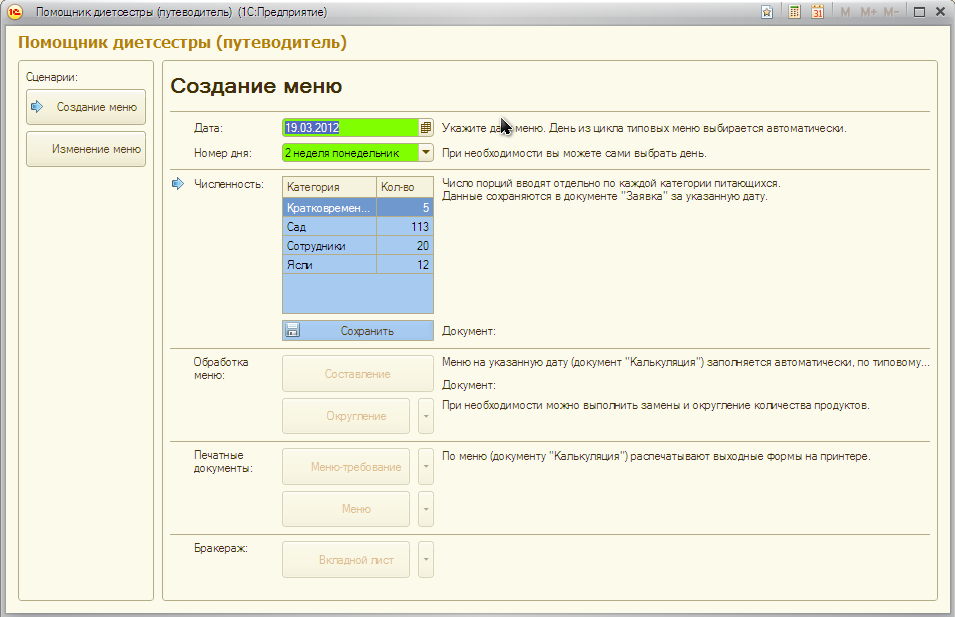 Помощник диетсестры (путеводитель) (1С:Предприятие)
31 M M+ M-
Помощник диетсестры (путеводитель)
Сценарии:
Создание меню
Изменение меню
Создание меню
Дата:
19.03.2012
Укажите да меню. День из цикла типовых меню выбирается автоматически.
Номер дня:
2 неделя понедельник
При необходимости вы можете сами выбрать день.
Численность:
Категория Кол-во
Кратковремен... 5
Сад 113
Сотрудники 20
Ясли 12
Число порций вводят отдельно по каждой категории питающихся.
Данные сохраняются в документе "Заявка" за указанную дату.
Сохранить
Документ:
Обработка
меню:
Составление
Меню на указанную дату (документ "Калькуляция") заполняется автоматически, по типовому...
Документ:
Округление
При необходимости можно выполнить замены и округление количества продуктов.
Печатные
документы:
Меню-требование
По меню (документу "Калькуляция") распечатывают выходные формы на принтере.
Меню
Бракераж:
Вкладной лист